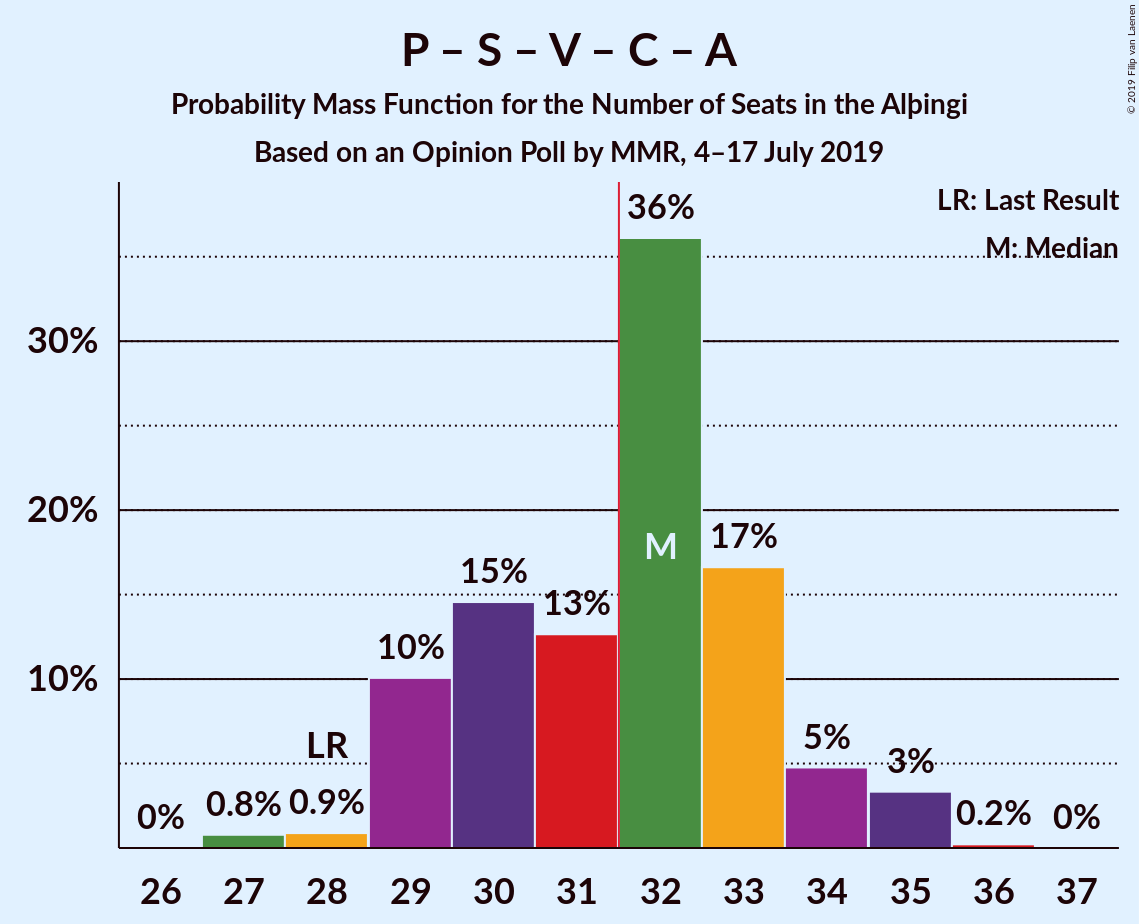 P – S – V – C – A
Probability Mass Function for the Number of Seats in the Alþingi
Based on an Opinion Poll by MMR, 4–17 July 2019
© 2019 Filip van Laenen
LR: Last Result
M: Median
36%
30%
20%
17%
M
15%
13%
10%
10%
LR
5%
3%
0%
0.8%
0.9%
0.2%
0%
26 27 28 29 30 31 32 33 34 35 36 37